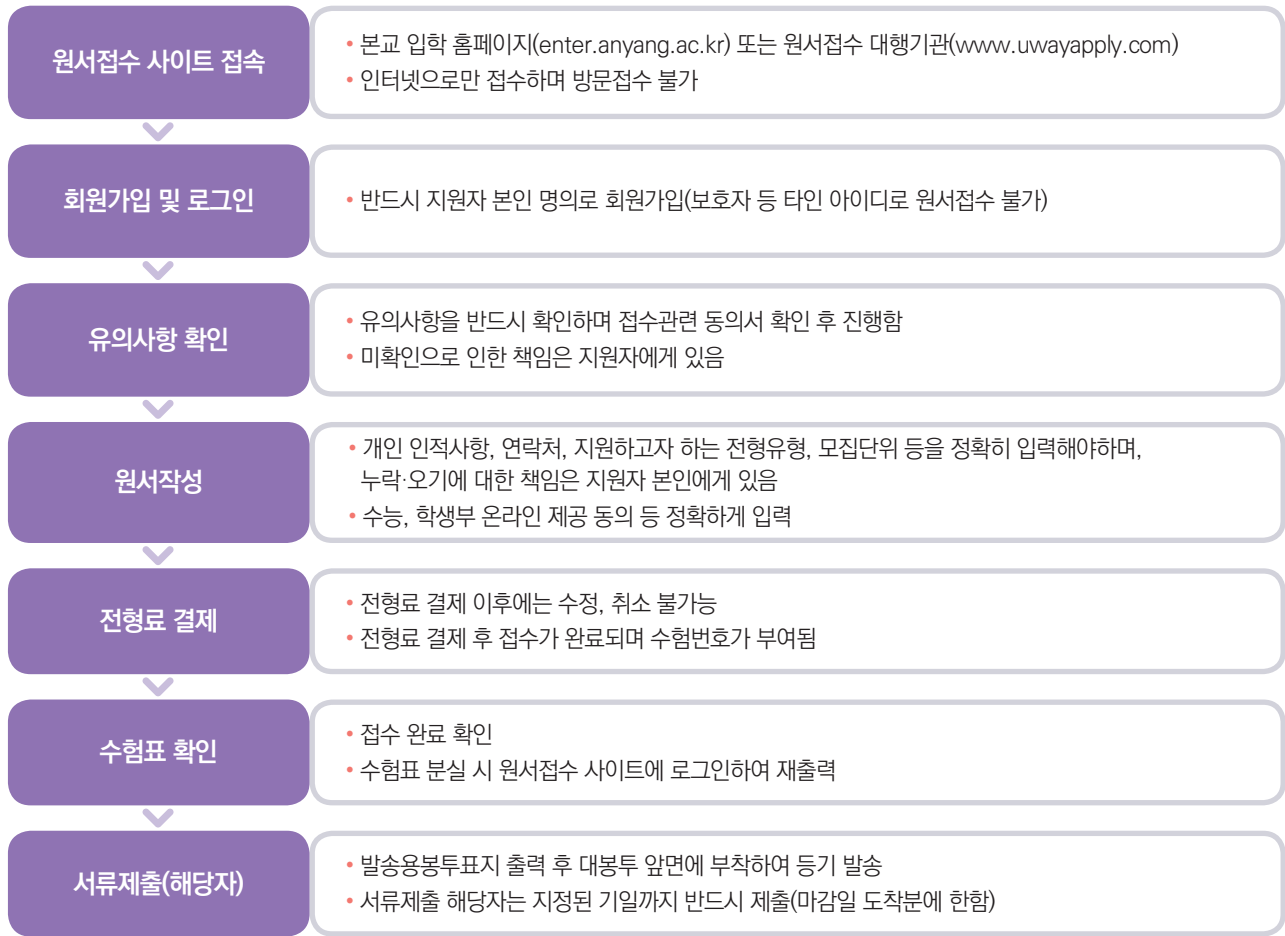 원서접수 사이트 접속
• 본교 입학 홈페이지(enter.anyang.ac.kr) 또는 원서접수 대행기관(www.uwayapply.com)
• 인터넷으로만 접수하며 방문접수 불가
회원가입 및 로그인
• 반드시 지원자 본인 명의로 회원가입(보호자 등 타인 아이디로 원서접수 불가)
유의사항 확인
• 유의사항을 반드시 확인하며 접수관련 동의서 확인 후 진행함
• 미확인으로 인한 책임은 지원자에게 있음
원서작성
• 개인 인적사항, 연락처, 지원하고자 하는 전형유형, 모집단위 등을 정확히 입력해야하며,
누락·오기에 대한 책임은 지원자 본인에게 있음
• 수능, 학생부 온라인 제공 동의 등 정확하게 입력
전형료 결제
• 전형료 결제 이후에는 수정, 취소 불가능
• 전형료 결제 후 접수가 완료되며 수험번호가 부여됨
수험표 확인
• 접수 완료 확인
• 수험표 분실 시 원서접수 사이트에 로그인하여 재출력
서류제출(해당자)
• 발송용봉투표지 출력 후 대봉투 앞면에 부착하여 등기 발송
• 서류제출 해당자는 지정된 기일까지 반드시 제출(마감일 도착분에 한함)